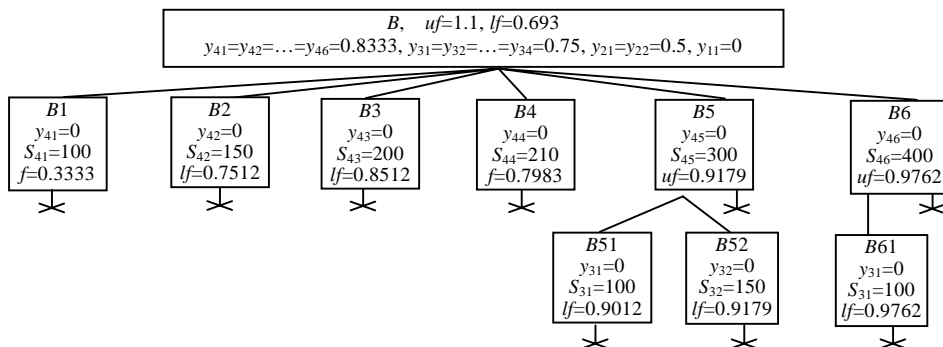 B, uf=1.1, lf=0.693
y41=y42=…=y46=0.8333, y31=y32=…=y34=0.75, y21=y22=0.5, y11=0
B1
y41=0
S41=100
f=0.3333
B2
y42=0
S42=150
lf=0.7512
B3
y43=0
S43=200
lf=0.8512
B4
y44=0
S44=210
f=0.7983
B5
y45=0
S45=300
uf=0.9179
B6
y46=0
S46=400
uf=0.9762
B51
y31=0
S31=100
lf=0.9012
B52
y32=0
S32=150
lf=0.9179
B61
y31=0
S31=100
lf=0.9762